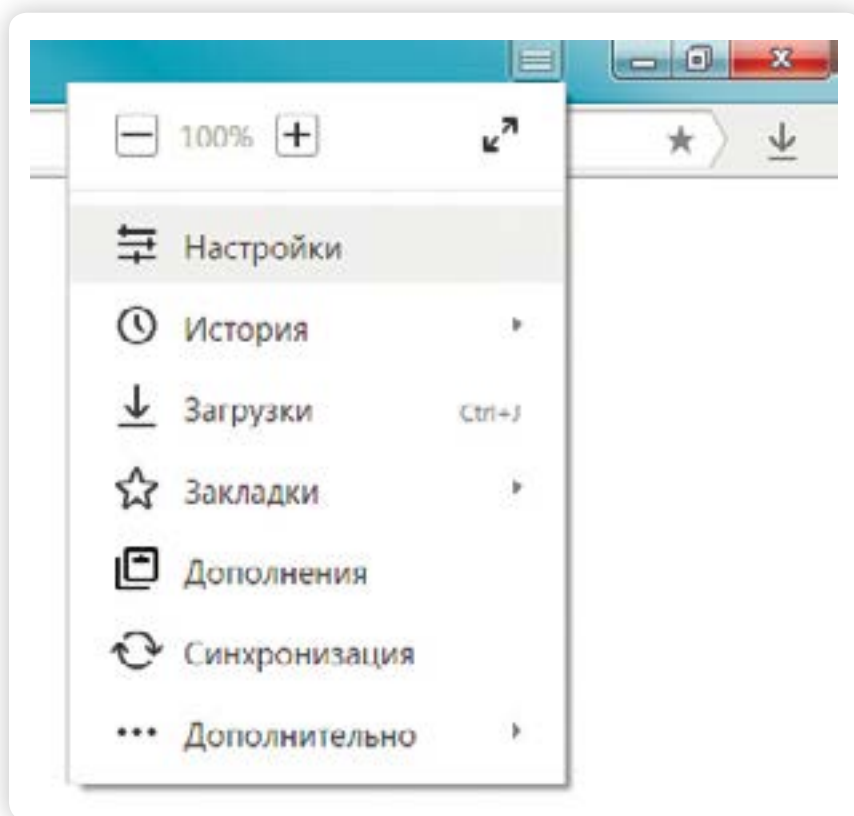 100%
Настройки
История
Загрузки Ctrl+J
Закладки
Дополнения
Синхронизация
Дополнительно